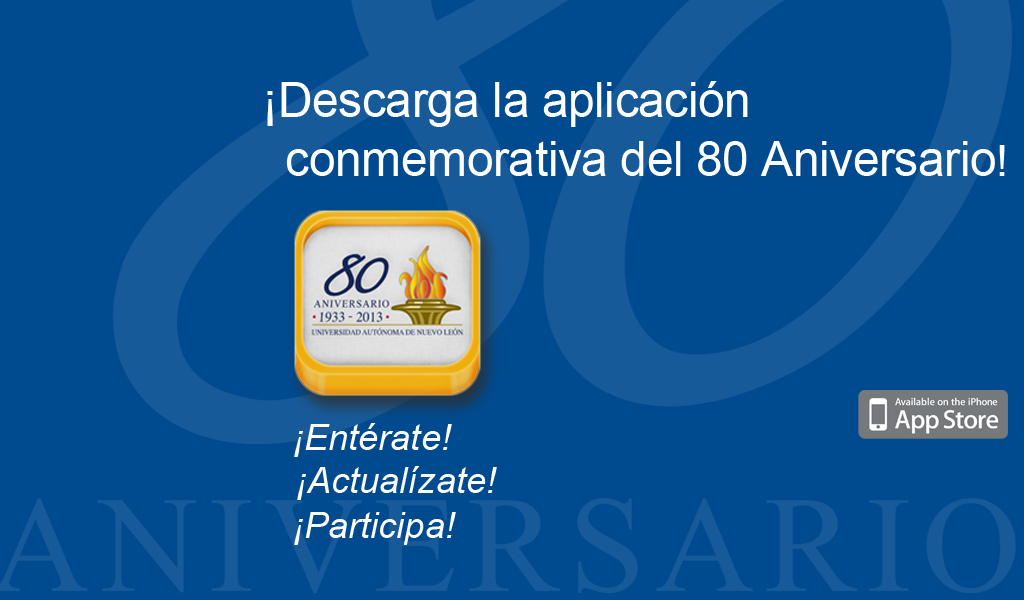 ¡Descarga la aplicación
conmemorativa del 80 Aniversario!
80
ANIVERSARIO
• 1933 - 2013 •
UNIVERSIDAD AUTÓNOMA DE NUEVO LEÓN
Available on the iPhone
App Store
¡Entérate!
¡Actualízate!
¡Participa!
80
ANIVERSARIO